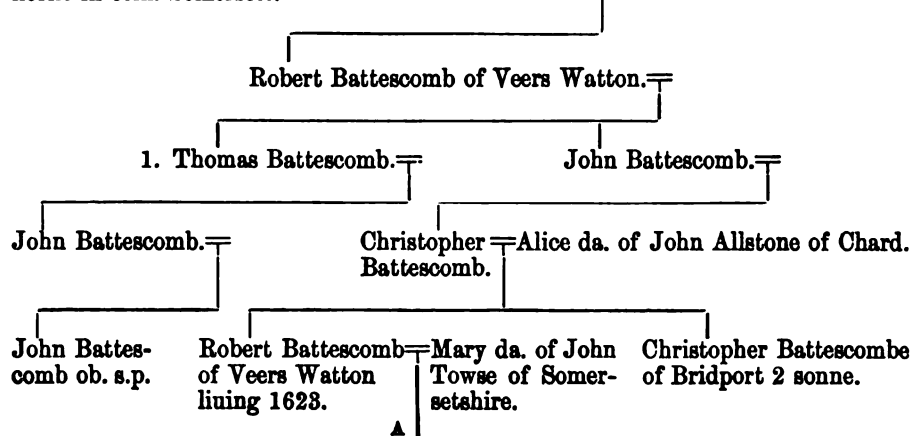 Robert Battescomb of Veers Watton.
1. Thomas Battescomb. John Battescomb.
John Battescomb. Christopher Battescomb. Alice da. of John Allstone of Chard.
John Battes-
comb ob. s.p.
Robert Battescomb
of Veers Watton
liuing 1623.
Mary da. of John
Towse of Somer-
setshire.
Christopher Battescombe
of Bridport 2 sonne.
A